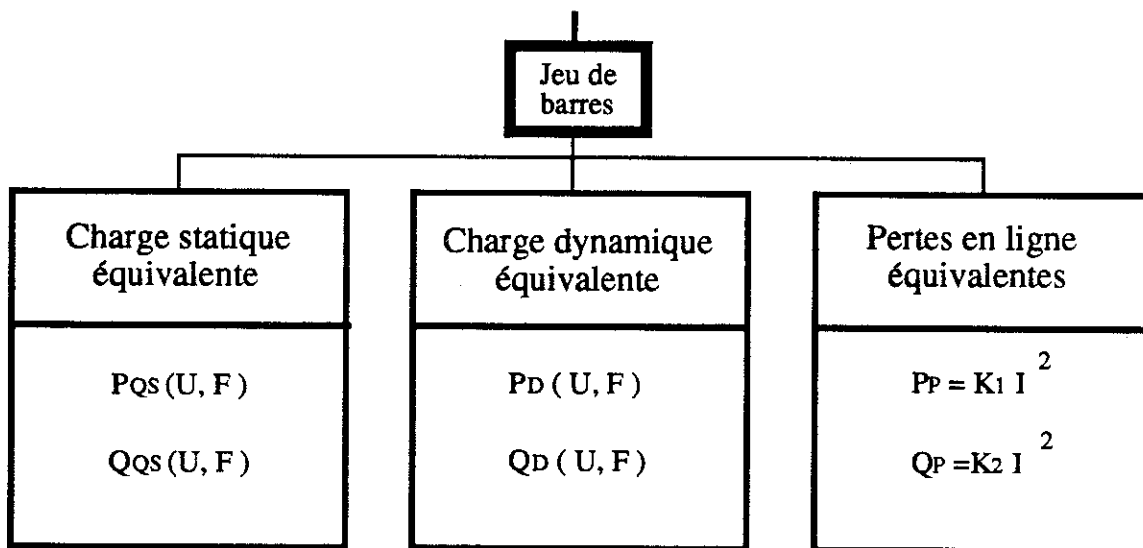 Jeu de
barres
Charge statique
équivalente
PQS (U, F )
QQS (U, F )
Charge dynamique
équivalente
PD ( U, F )
QD ( U, F )
Pertes en ligne
équivalentes
PP = K1 I 2
QP =K2 I 2